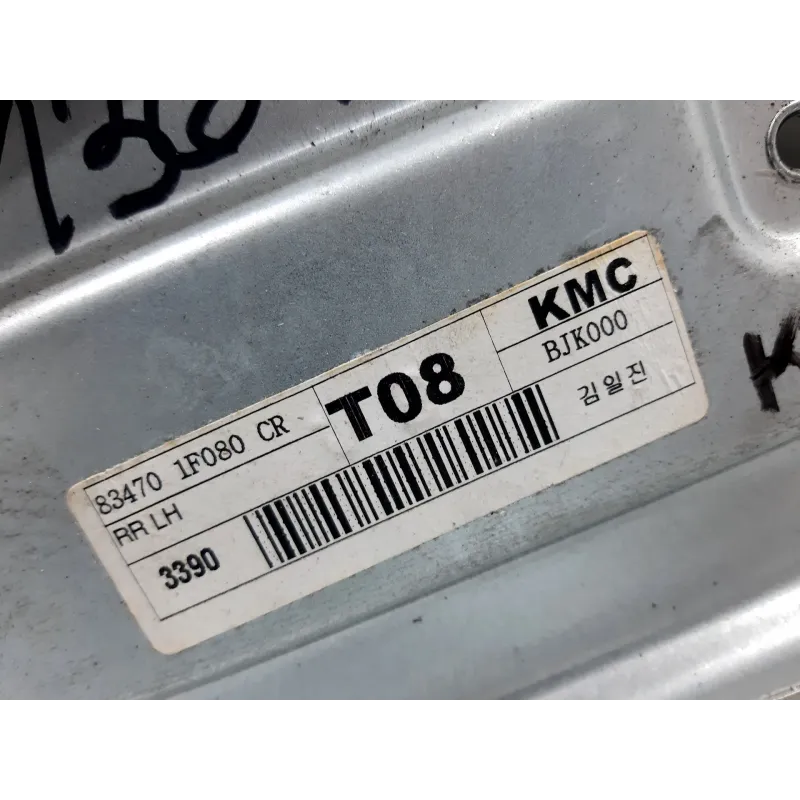 83470 1F080 CR
RR LH
3390
T08
KMC
BJK000
김일진